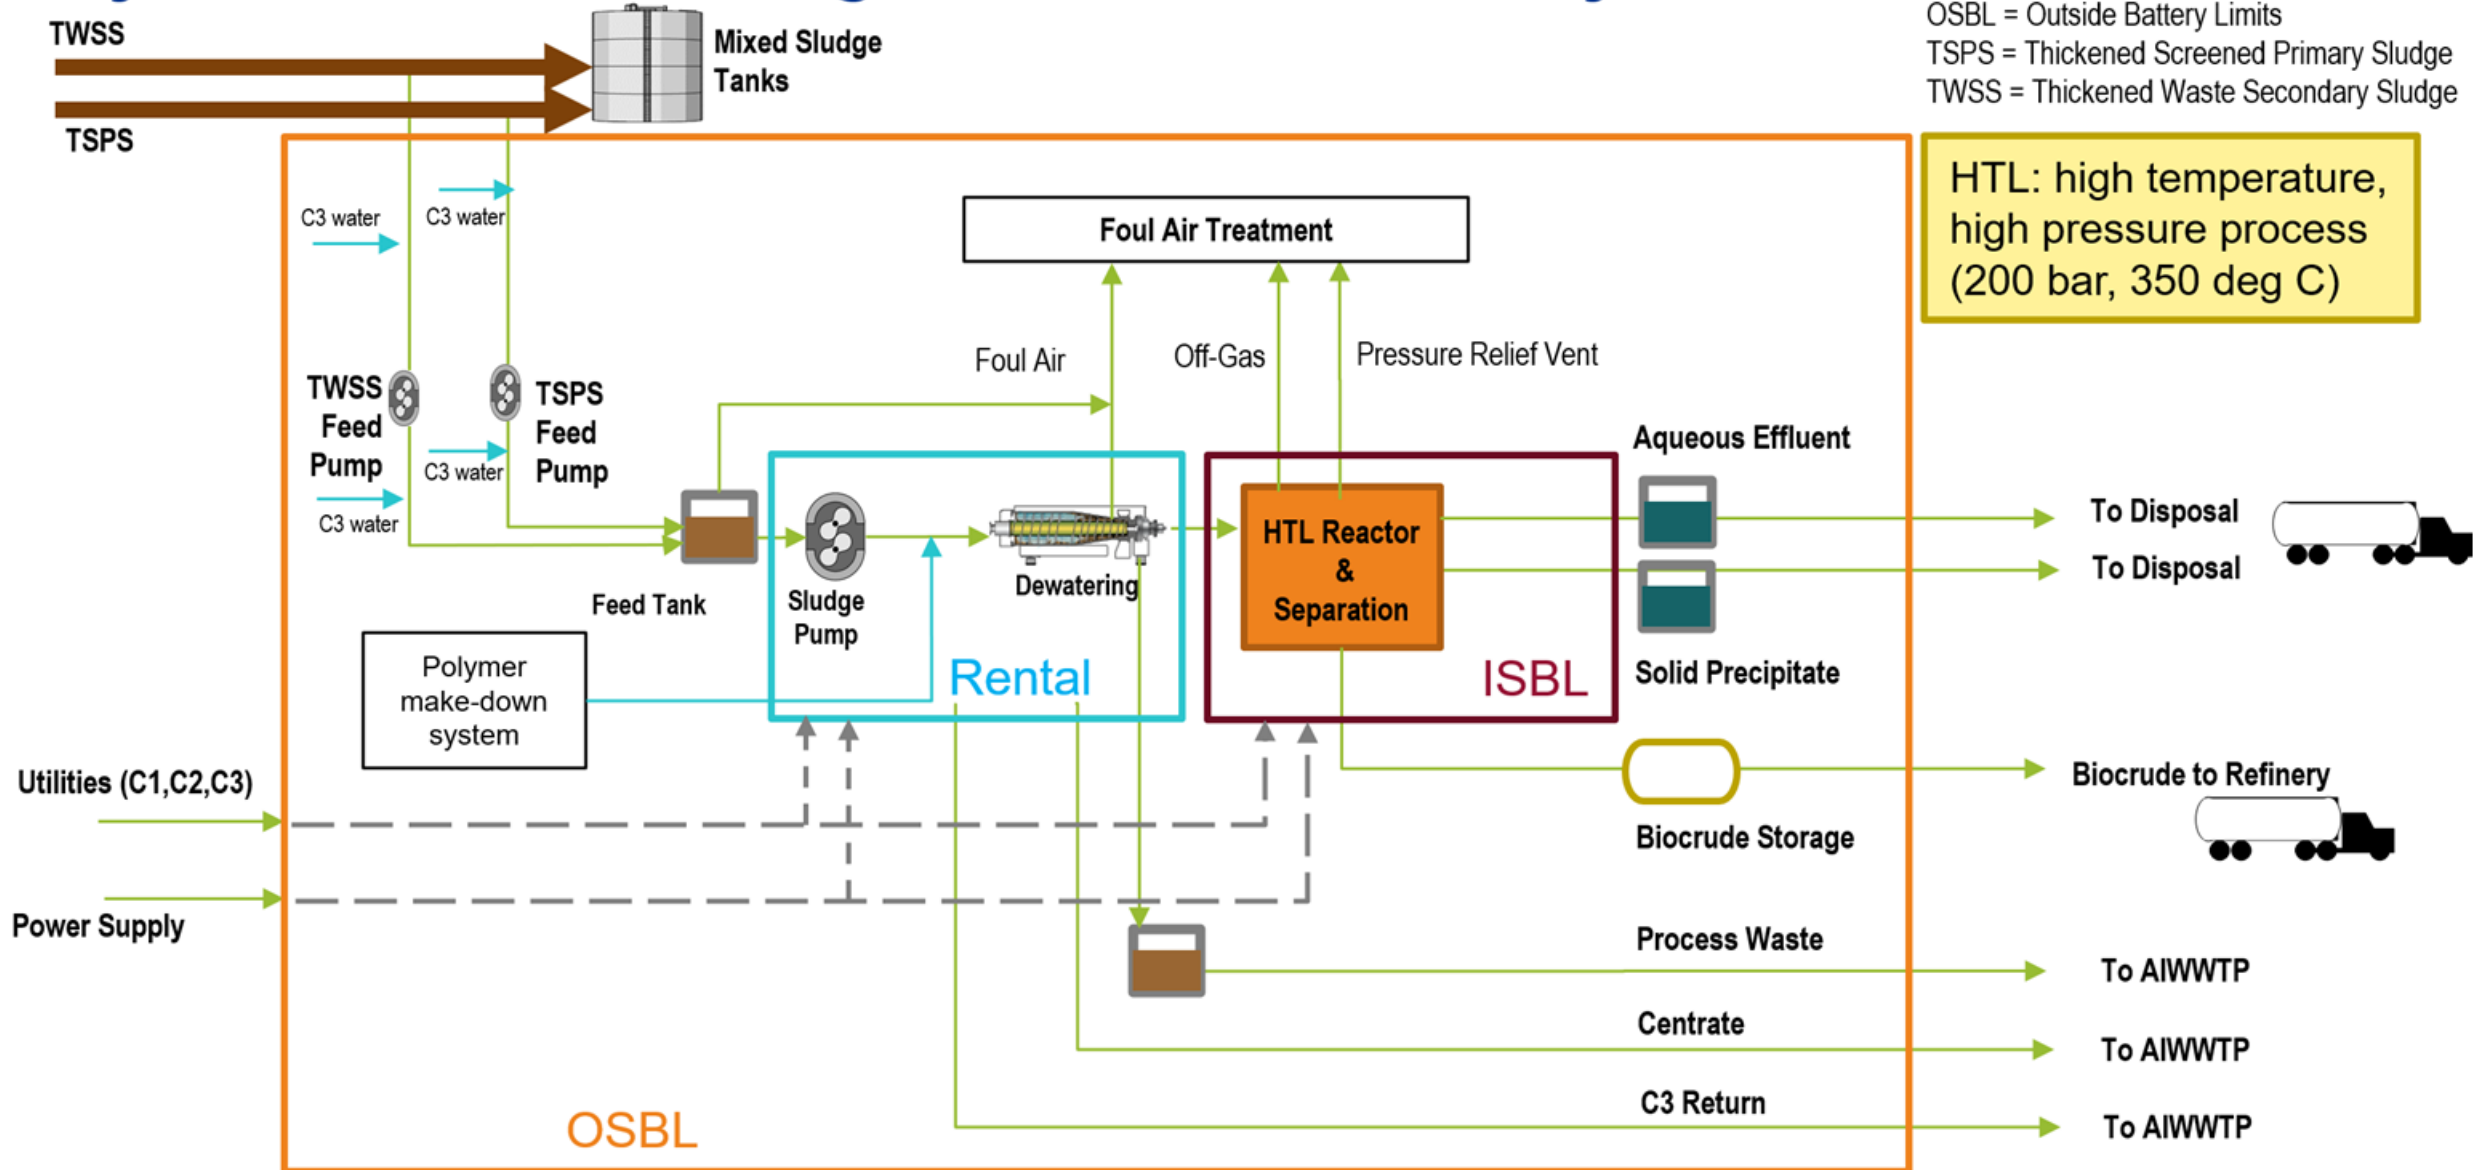 TWSS
TSPS
Mixed Sludge
Tanks
OSBL = Outside Battery Limits
TSPS = Thickened Screened Primary Sludge
TWSS = Thickened Waste Secondary Sludge
HTL: high temperature,
high pressure process
(200 bar, 350 deg C)
C3 water
C3 water
Foul Air Treatment
Foul Air
Off-Gas
Pressure Relief Vent
TWSS
Feed
Pump
TSPS
Feed
Pump
C3 water
C3 water
Feed Tank
Sludge
Pump
Dewatering
Rental
HTL Reactor
&
Separation
ISBL
Aqueous Effluent
To Disposal
To Disposal
Solid Precipitate
Polymer
make-down
system
Utilities (C1,C2,C3)
Power Supply
Biocrude to Refinery
Biocrude Storage
Process Waste
To AIWWTP
Centrate
To AIWWTP
C3 Return
To AIWWTP
OSBL